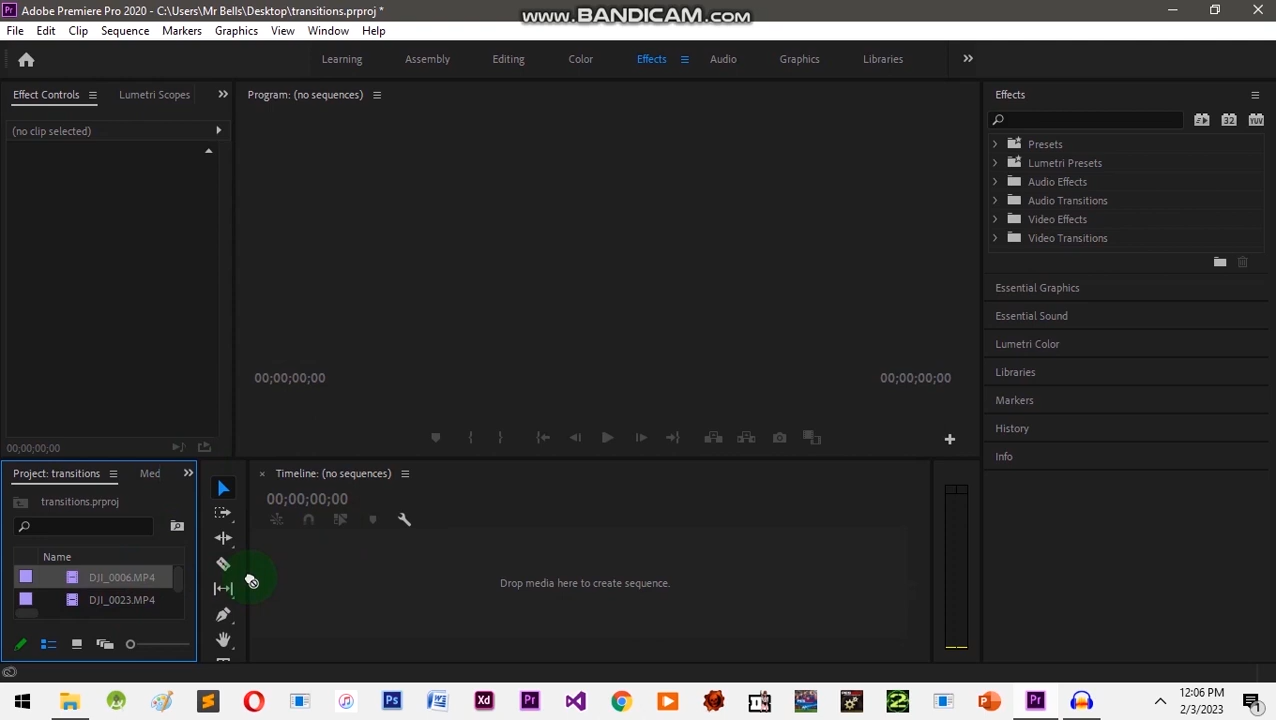 Adobe Premiere Pro 2020 - C:\Users\Mr Bells\Desktop\transitions.prproj *
www.BANDICAM.com
File Edit Clip Sequence Markers Graphics View Window Help
Learning Assembly Editing Color Effects Audio Graphics Libraries
Effect Controls Lumetri Scopes
Program: (no sequences)
Effects
(no clip selected)
Presets
Lumetri Presets
Audio Effects
Audio Transitions
Video Effects
Video Transitions
Essential Graphics
Essential Sound
Lumetri Color
Libraries
Markers
History
Info
00;00;00;00 00;00;00;00
00;00;00;00
Project: transitions Med
Timeline: (no sequences)
transitions.prproj
00;00;00;00
Name
DJI_0006.MP4
DJI_0023.MP4
Drop media here to create sequence.
12:06 PM
2/3/2023